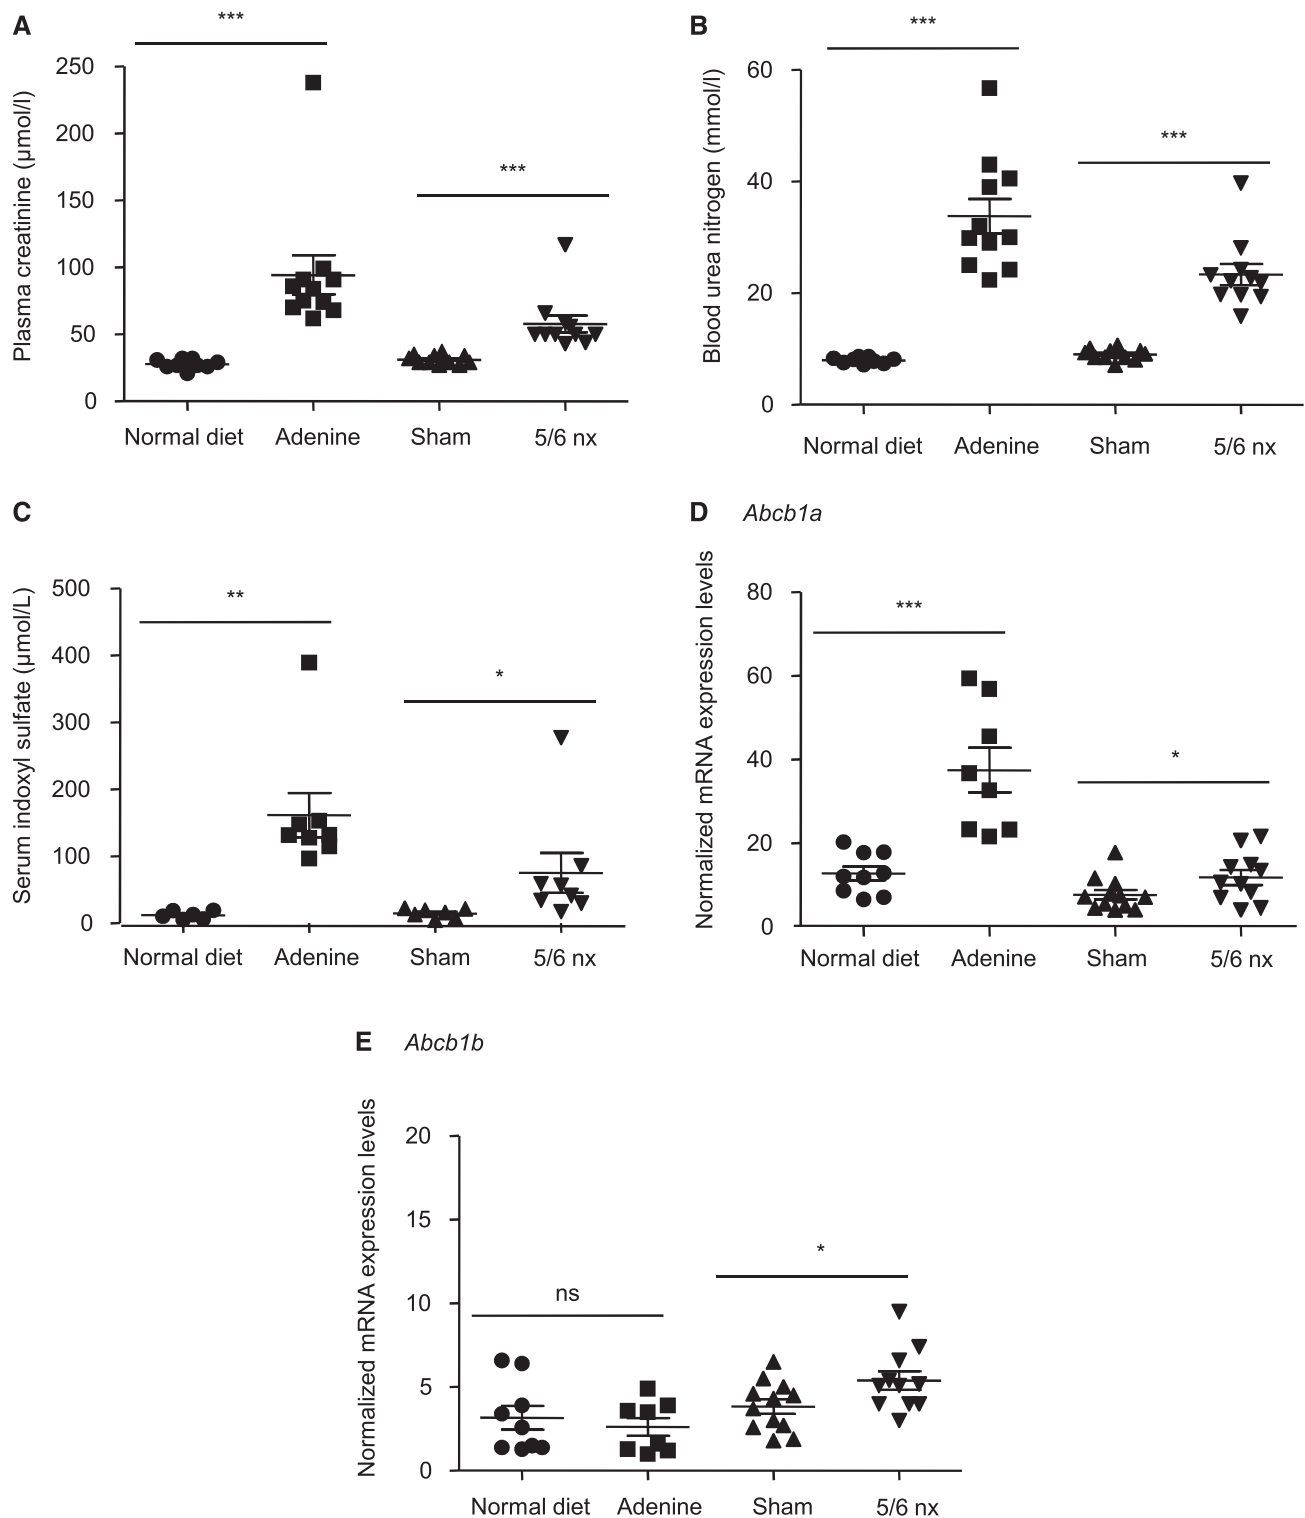 A
***
Plasma creatinine (µmol/l)
250
200
150
100
50
0
***
Normal diet
Adenine
Sham
5/6 nx
B
***
Blood urea nitrogen (mmol/l)
60
40
20
0
***
Normal diet
Adenine
Sham
5/6 nx
C
Serum indoxyl sulfate (µmol/L)
500
400
300
200
100
0
**
*
Normal diet
Adenine
Sham
5/6 nx
D Abcb1a
Normalized mRNA expression levels
80
60
40
20
0
***
*
Normal diet
Adenine
Sham
5/6 nx
E Abcb1b
Normalized mRNA expression levels
20
15
10
5
0
ns
*
Normal diet
Adenine
Sham
5/6 nx